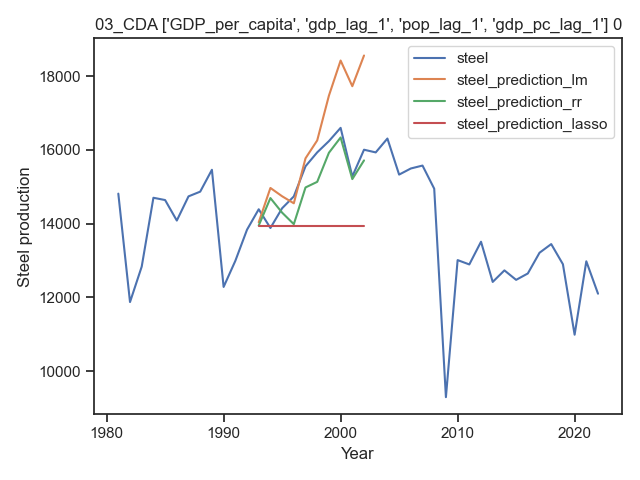 03_CDA ['GDP_per_capita', 'gdp_lag_1', 'pop_lag_1', 'gdp_pc_lag_1'] 0
steel
steel_prediction_lm
steel_prediction_rr
steel_prediction_lasso
Steel production
18000
16000
14000
12000
10000
1980 1990 2000 2010 2020
Year